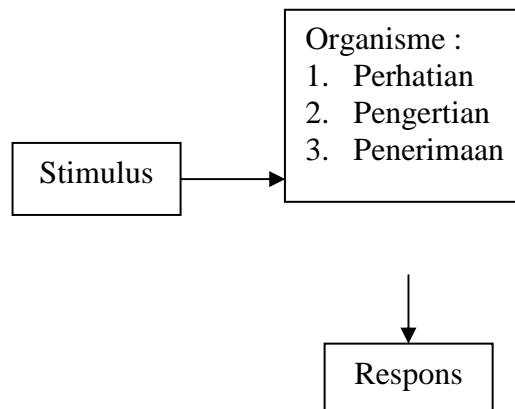 Organisme :
1. Perhatian
2. Pengertian
3. Penerimaan
Stimulus
Respons